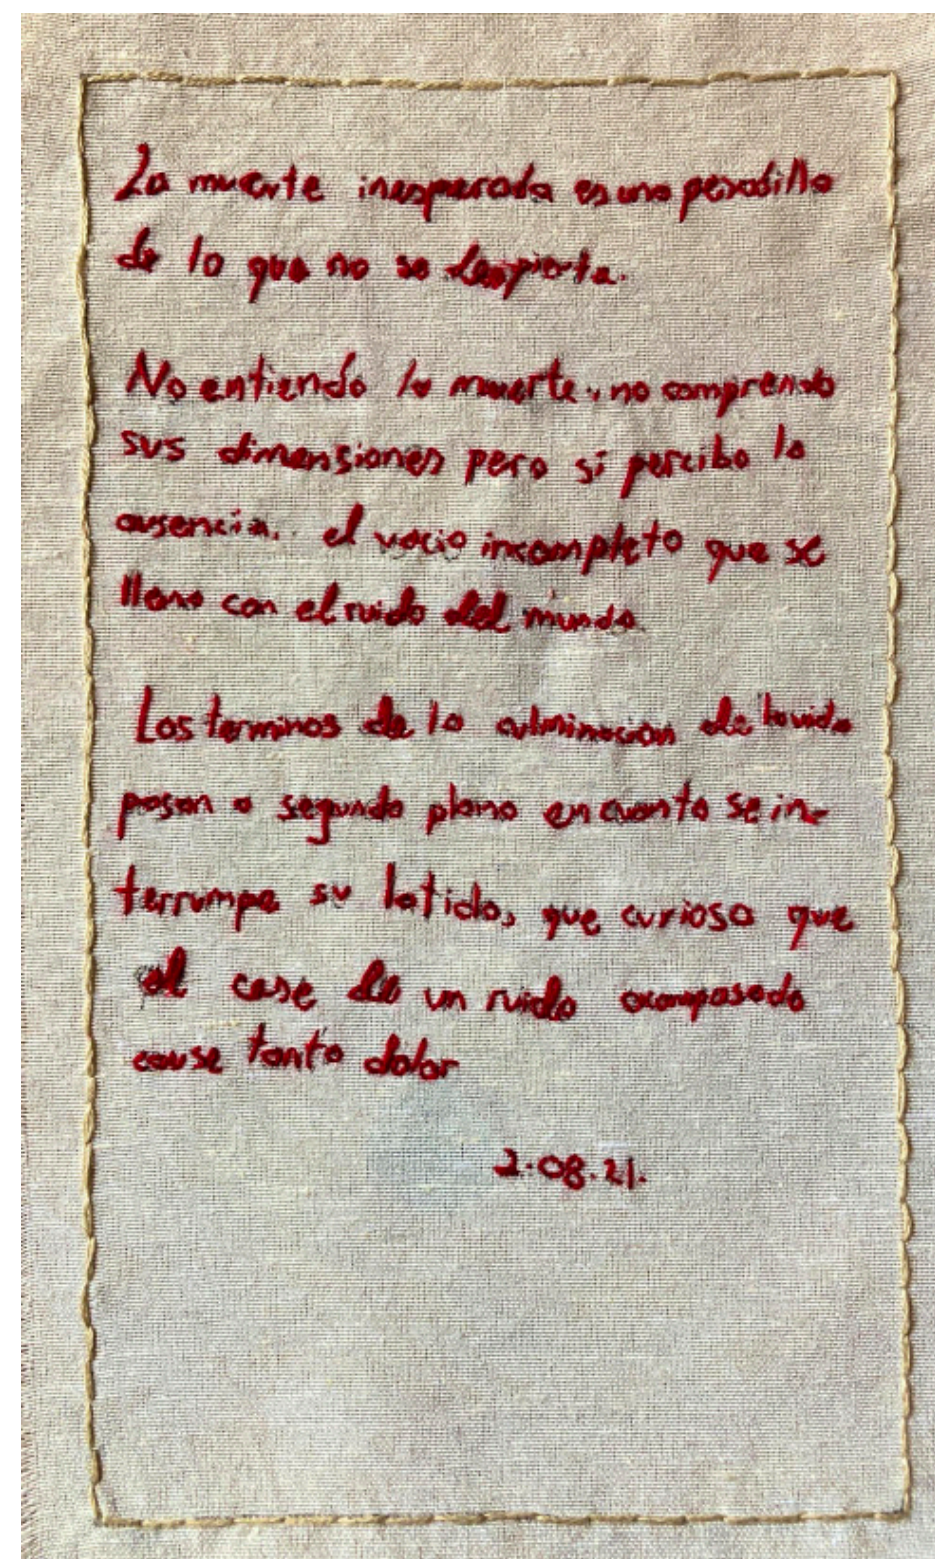 La muerte inesperada es una pesadilla
de la que no se despierta.
No entiendo la muerte, no comprendo
sus dimensiones pero sí percibo la
ausencia, el vacio incompleto que se
llena con el ruido del mundo.
Los terminos de la culminacion de la vida
pasan a segundo plano en cuanto se in-
terrumpe su latido, que curioso que
el cese de un ruido acompasado
cause tanto dolor
2.08.21.